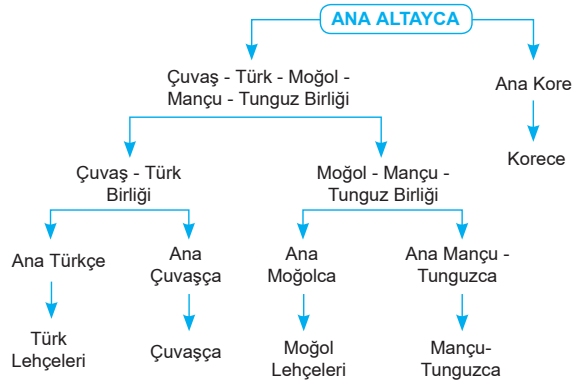 ANA ALTAYCA
Çuvaş - Türk - Moğol -
Mançu - Tunguz Birliği
Ana Kore
Korece
Çuvaş - Türk
Birliği
Moğol - Mançu -
Tunguz Birliği
Ana Türkçe
Ana
Çuvaşça
Ana
Moğolca
Ana Mançu -
Tunguzca
Türk
Lehçeleri
Çuvaşça
Moğol
Lehçeleri
Mançu-
Tunguzca